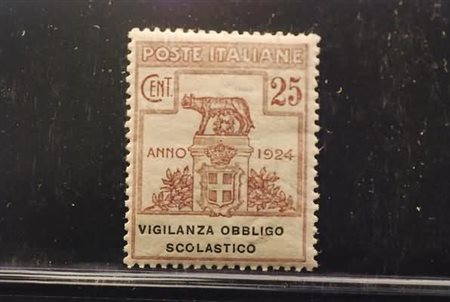 POSTE ITALIANE
CENT. 25
ANNO 1924
VIGILANZA OBBLIGO
SCOLASTICO